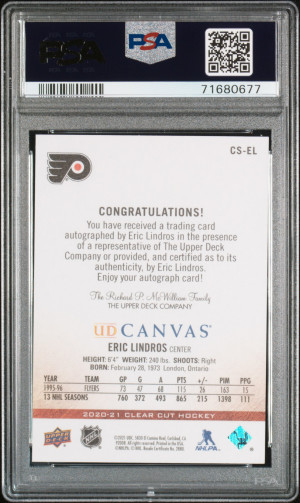 PSA
PSA
71680677
CS-EL
CONGRATULATIONS!
You have received a trading card
autographed by Eric Lindros in the presence
of a representative of The Upper Deck
Company or provided, and certified as to its
authenticity, by Eric Lindros.
Enjoy your autograph card!
The Richard P. McWilliam Family
THE UPPER DECK COMPANY
UD CANVAS
ERIC LINDROS CENTER
HEIGHT: 6'4" WEIGHT: 240 lbs. SHOOTS: Right
BORN: February 28, 1973 London, Ontario
YEAR TEAM GP G A PTS +/- PIM PPG
1995-96 FLYERS 73 47 68 115 26 163 15
13 NHL SEASONS 760 372 493 865 215 1398 111
2020-21 CLEAR CUT HOCKEY
UPPER DECK
NHL
NHLPA